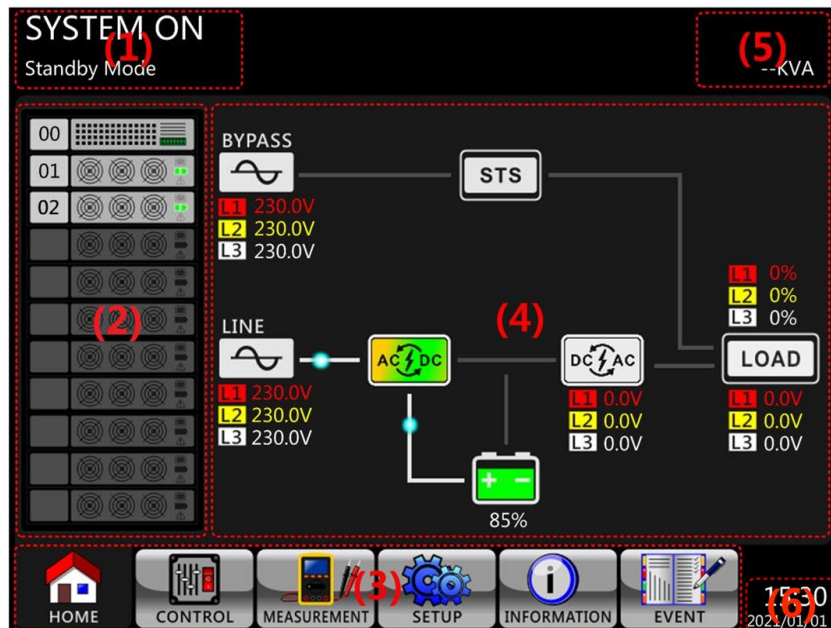 SYSTEM ON
(1)
Standby Mode
(5)
--KVA
00
01
02
(2)
BYPASS
STS
L1 230.0V
L2 230.0V
L3 230.0V
L1 0%
L2 0%
L3 0%
(4)
LINE
AC DC
DC AC
LOAD
L1 230.0V
L2 230.0V
L3 230.0V
L1 0.0V
L2 0.0V
L3 0.0V
L1 0.0V
L2 0.0V
L3 0.0V
+ -
85%
HOME
CONTROL
MEASUREMENT
(3)
SETUP
INFORMATION
EVENT
15:30
(6)
2021/01/01